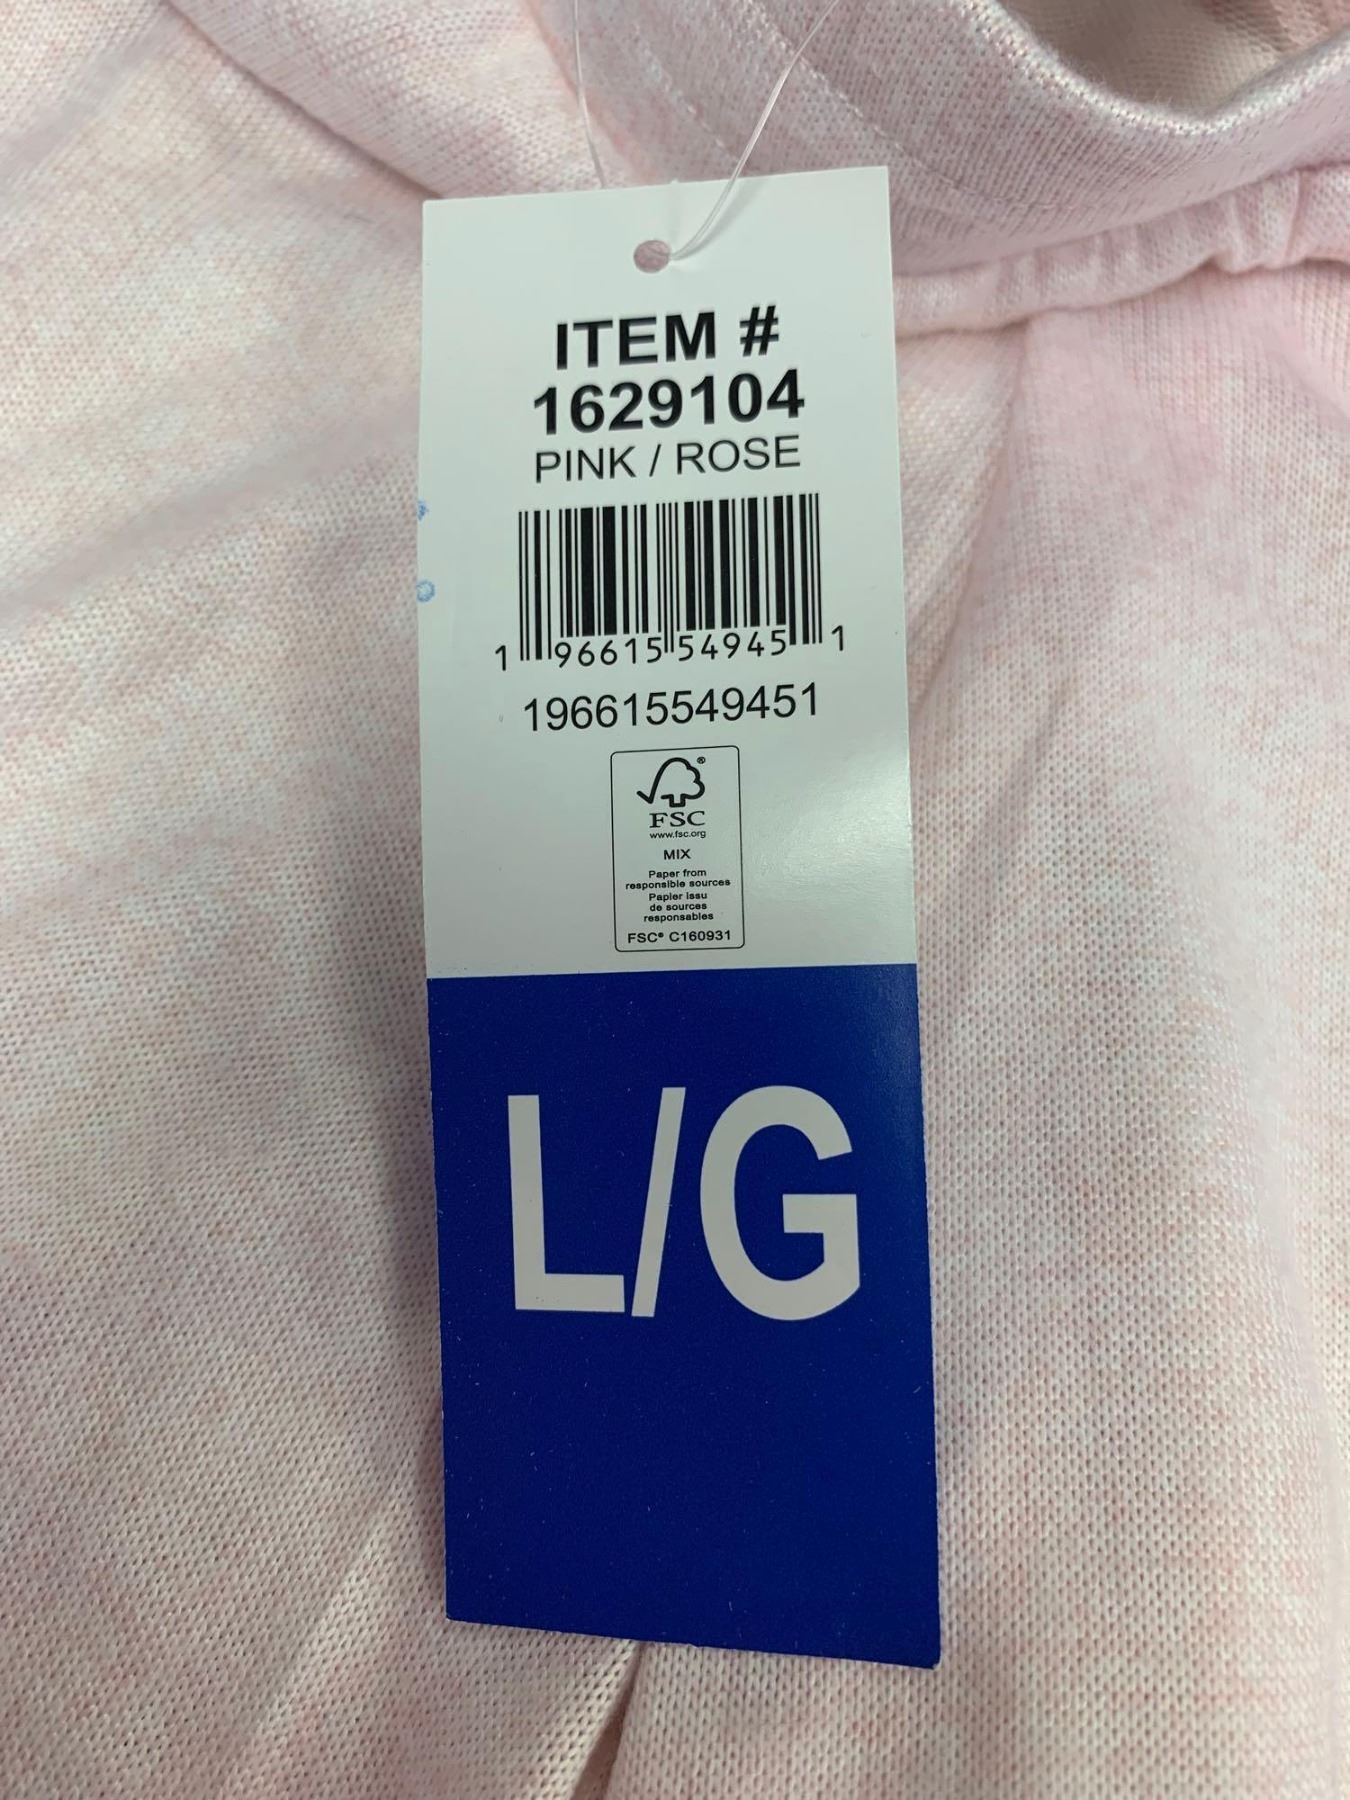 ITEM #
1629104
PINK / ROSE
1 96615 54945 1
196615549451
FSC®
www.fsc.org
MIX
Paper from
responsible sources
Papier issu
de sources
responsables
FSC® C160931
L/G